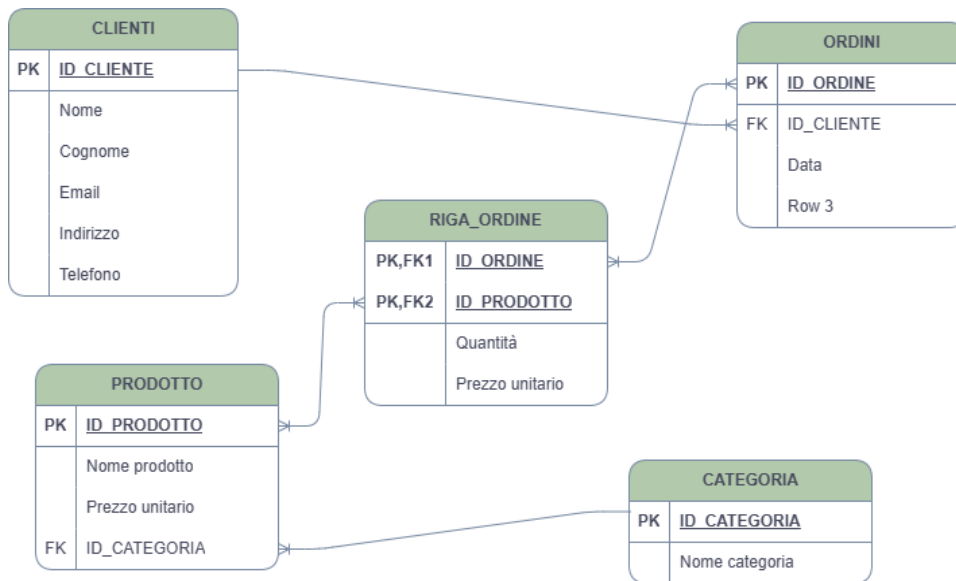 CLIENTI
PK ID_CLIENTE
Nome
Cognome
Email
Indirizzo
Telefono
ORDINI
PK ID_ORDINE
FK ID_CLIENTE
Data
Row 3
RIGA_ORDINE
PK,FK1 ID_ORDINE
PK,FK2 ID_PRODOTTO
Quantità
Prezzo unitario
PRODOTTO
PK ID_PRODOTTO
Nome prodotto
Prezzo unitario
FK ID_CATEGORIA
CATEGORIA
PK ID_CATEGORIA
Nome categoria